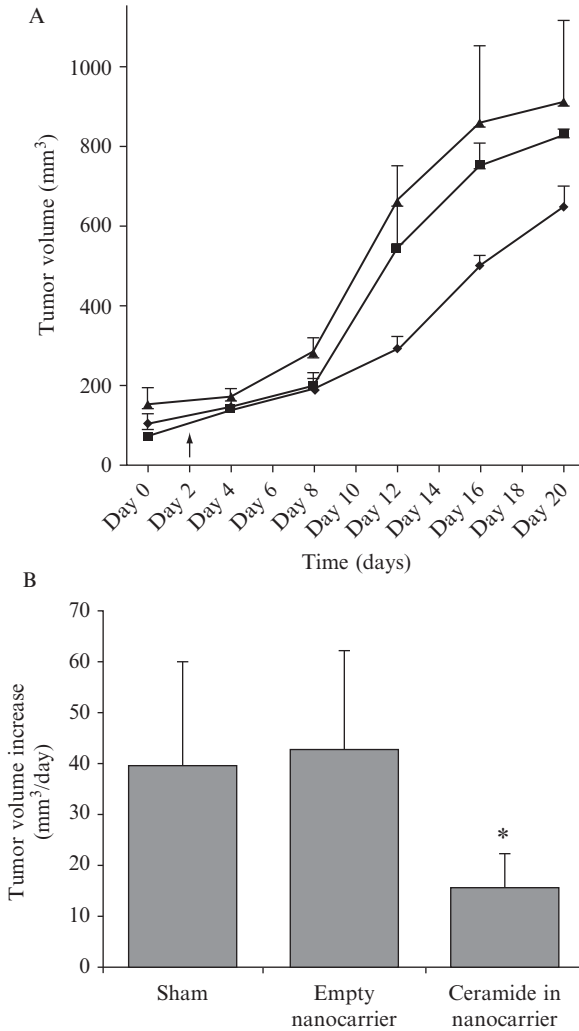 A
1000
800
600
400
200
0
Tumor volume (mm³)
Day 0 Day 2 Day 4 Day 6 Day 8 Day 10 Day 12 Day 14 Day 16 Day 18 Day 20
Time (days)
B
70
60
50
40
30
20
10
0
Tumor volume increase
(mm³/day)
*
Sham Empty Ceramide in
nanocarrier nanocarrier